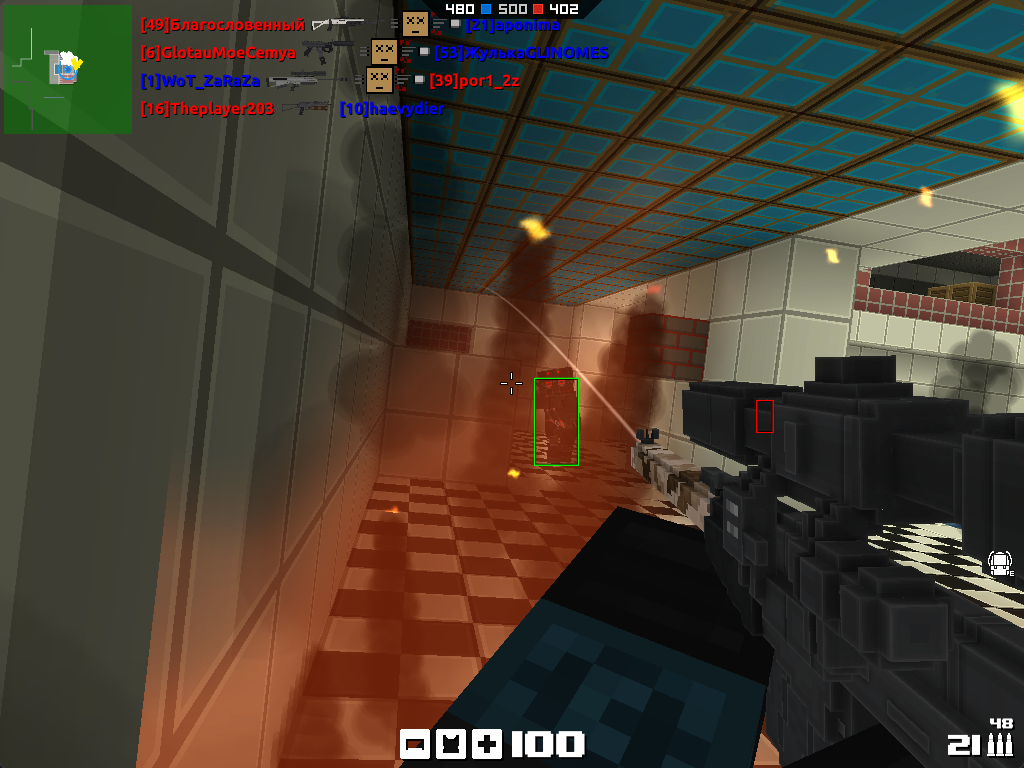 480 500 402
[49]Благословенный [21]aponima
[6]GlotauMoeCemya [53]ЖулькаGLINOMES
[1]WoT_ZaRaZa [39]por1_2z
[16]Theplayer203 [10]haevydier
E
48
100 21